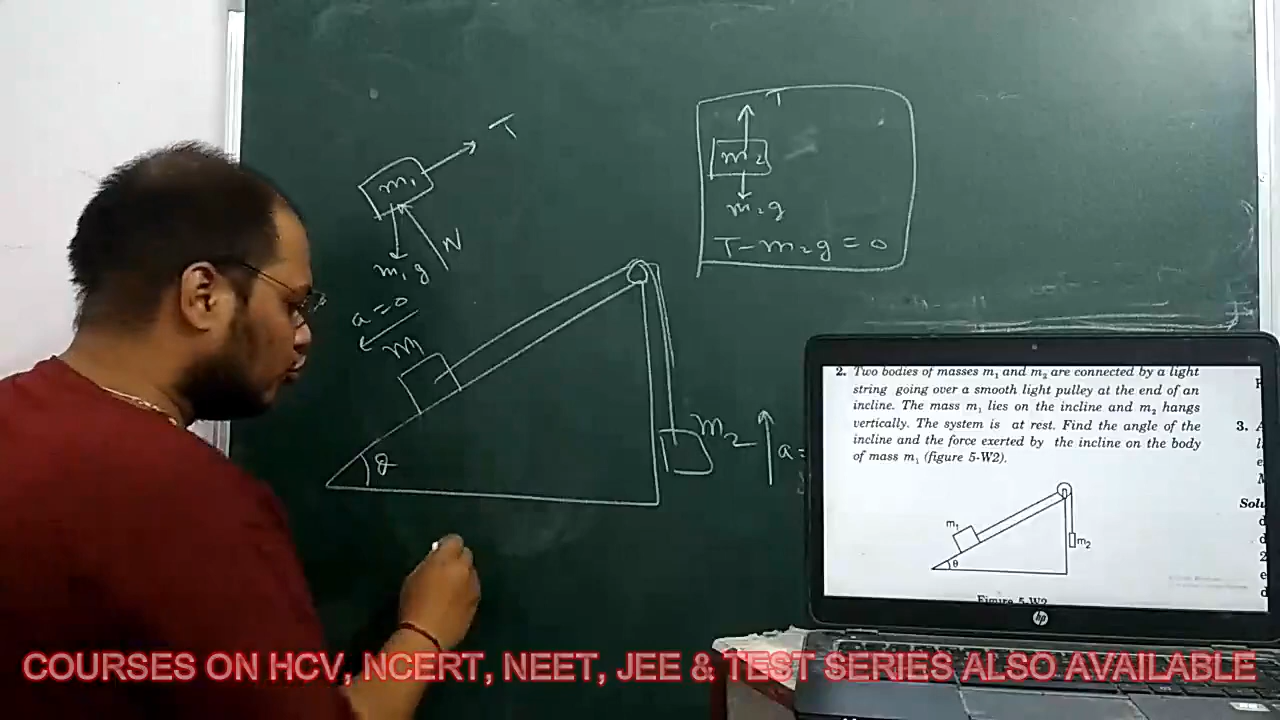 T
m₁
N
m₁g
a=0
m₁
θ
T
m₂
m₂g
T-m₂g=0
m₂
a=
2. Two bodies of masses m₁ and m₂ are connected by a light
string going over a smooth light pulley at the end of an
incline. The mass m₁ lies on the incline and m₂ hangs
vertically. The system is at rest. Find the angle of the
incline and the force exerted by the incline on the body
of mass m₁ (figure 5-W2).
m₁
θ
m₂
Figure 5-W2
3.
Solu
hp
COURSES ON HCV, NCERT, NEET, JEE & TEST SERIES ALSO AVAILABLE